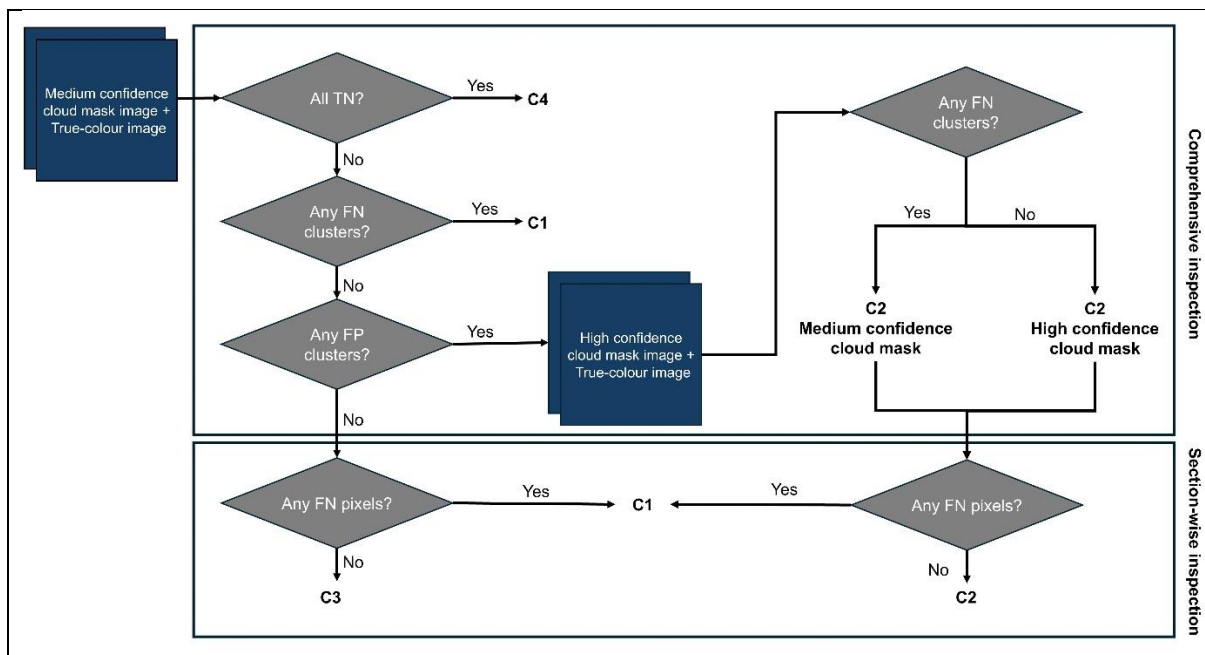 Medium confidence
cloud mask image +
True-colour image
All TN?
Yes
C4
No
Any FN
clusters?
Yes
C1
No
Any FP
clusters?
Yes
No
High confidence
cloud mask image +
True-colour image
Any FN
clusters?
Yes
No
C2
Medium confidence
cloud mask
C2
High confidence
cloud mask
Comprehensive inspection
Any FN pixels?
Yes
C1
Yes
Any FN pixels?
No
C3
No
C2
Section-wise inspection